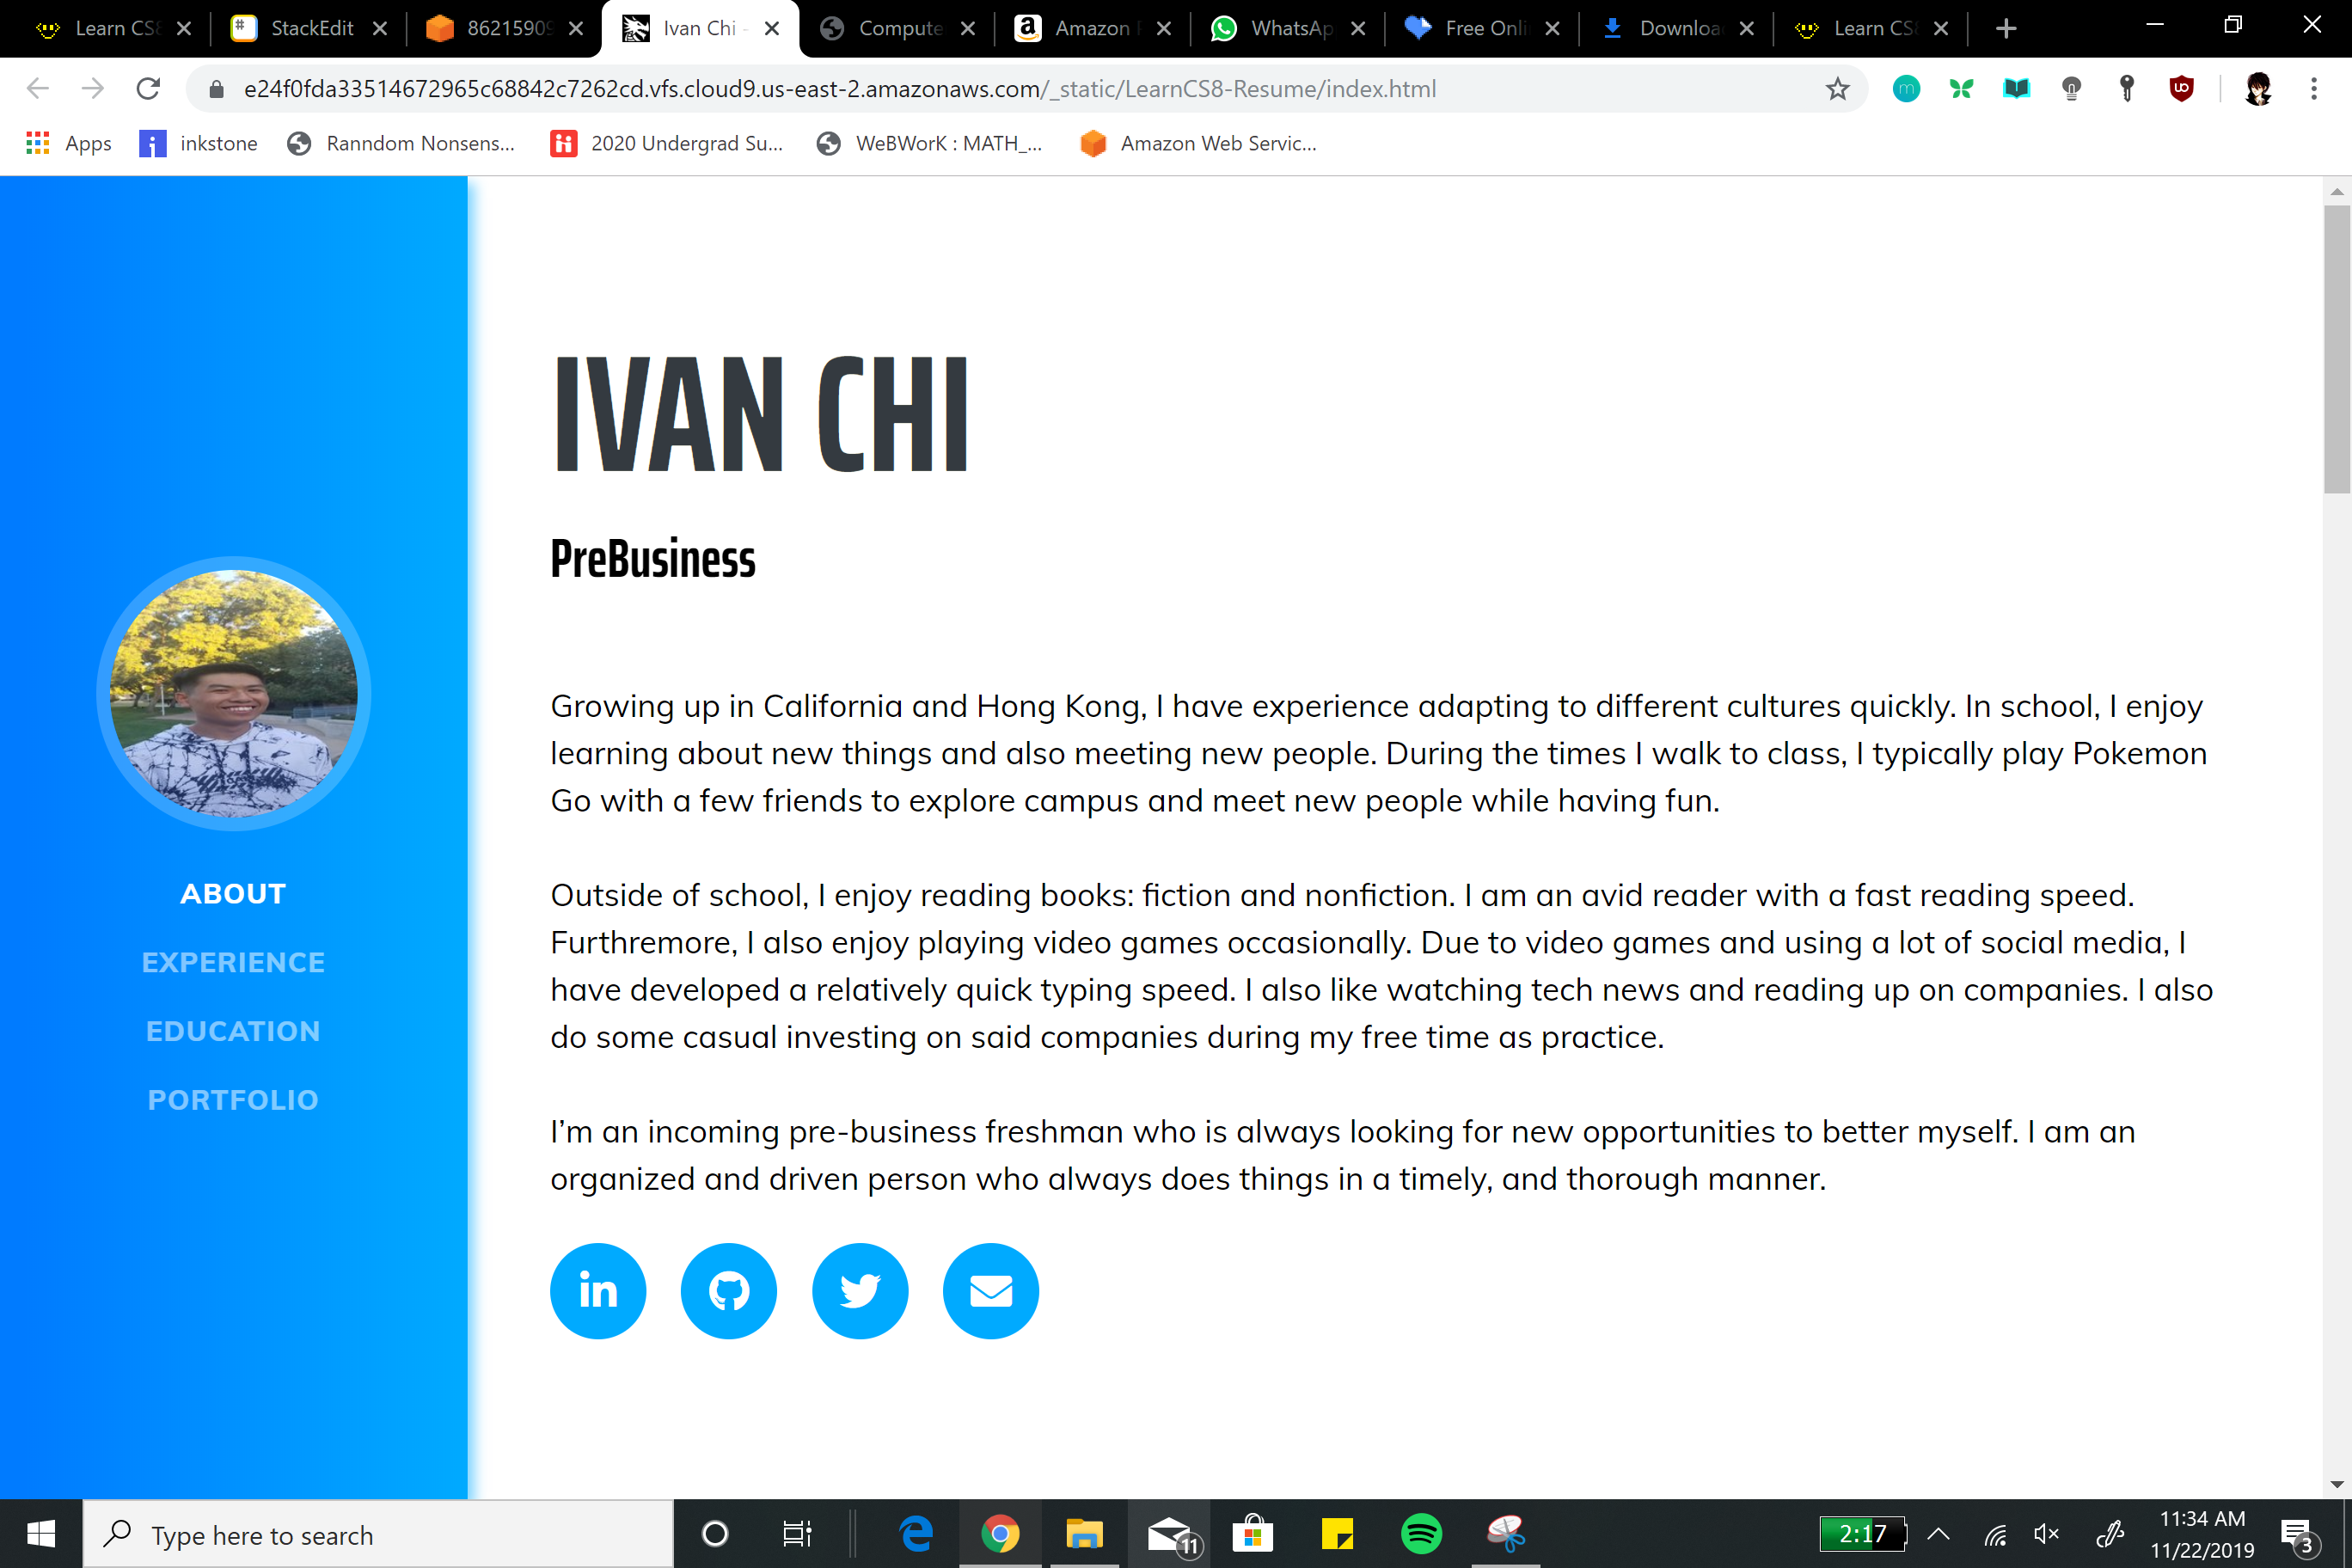 Learn CS8
StackEdit
86215909
Ivan Chi -
Compute
Amazon
WhatsAp
Free Onli
Downloa
Learn CS
e24f0fda33514672965c68842c7262cd.vfs.cloud9.us-east-2.amazonaws.com/_static/LearnCS8-Resume/index.html
Apps
inkstone
Ranndom Nonsens...
2020 Undergrad Su...
WeBWorK : MATH_...
Amazon Web Servic...
IVAN CHI
PreBusiness
Growing up in California and Hong Kong, I have experience adapting to different cultures quickly. In school, I enjoy
learning about new things and also meeting new people. During the times I walk to class, I typically play Pokemon
Go with a few friends to explore campus and meet new people while having fun.
Outside of school, I enjoy reading books: fiction and nonfiction. I am an avid reader with a fast reading speed.
Furthremore, I also enjoy playing video games occasionally. Due to video games and using a lot of social media, I
have developed a relatively quick typing speed. I also like watching tech news and reading up on companies. I also
do some casual investing on said companies during my free time as practice.
I’m an incoming pre-business freshman who is always looking for new opportunities to better myself. I am an
organized and driven person who always does things in a timely, and thorough manner.
ABOUT
EXPERIENCE
EDUCATION
PORTFOLIO
Type here to search
11
2:17
11:34 AM
11/22/2019
3